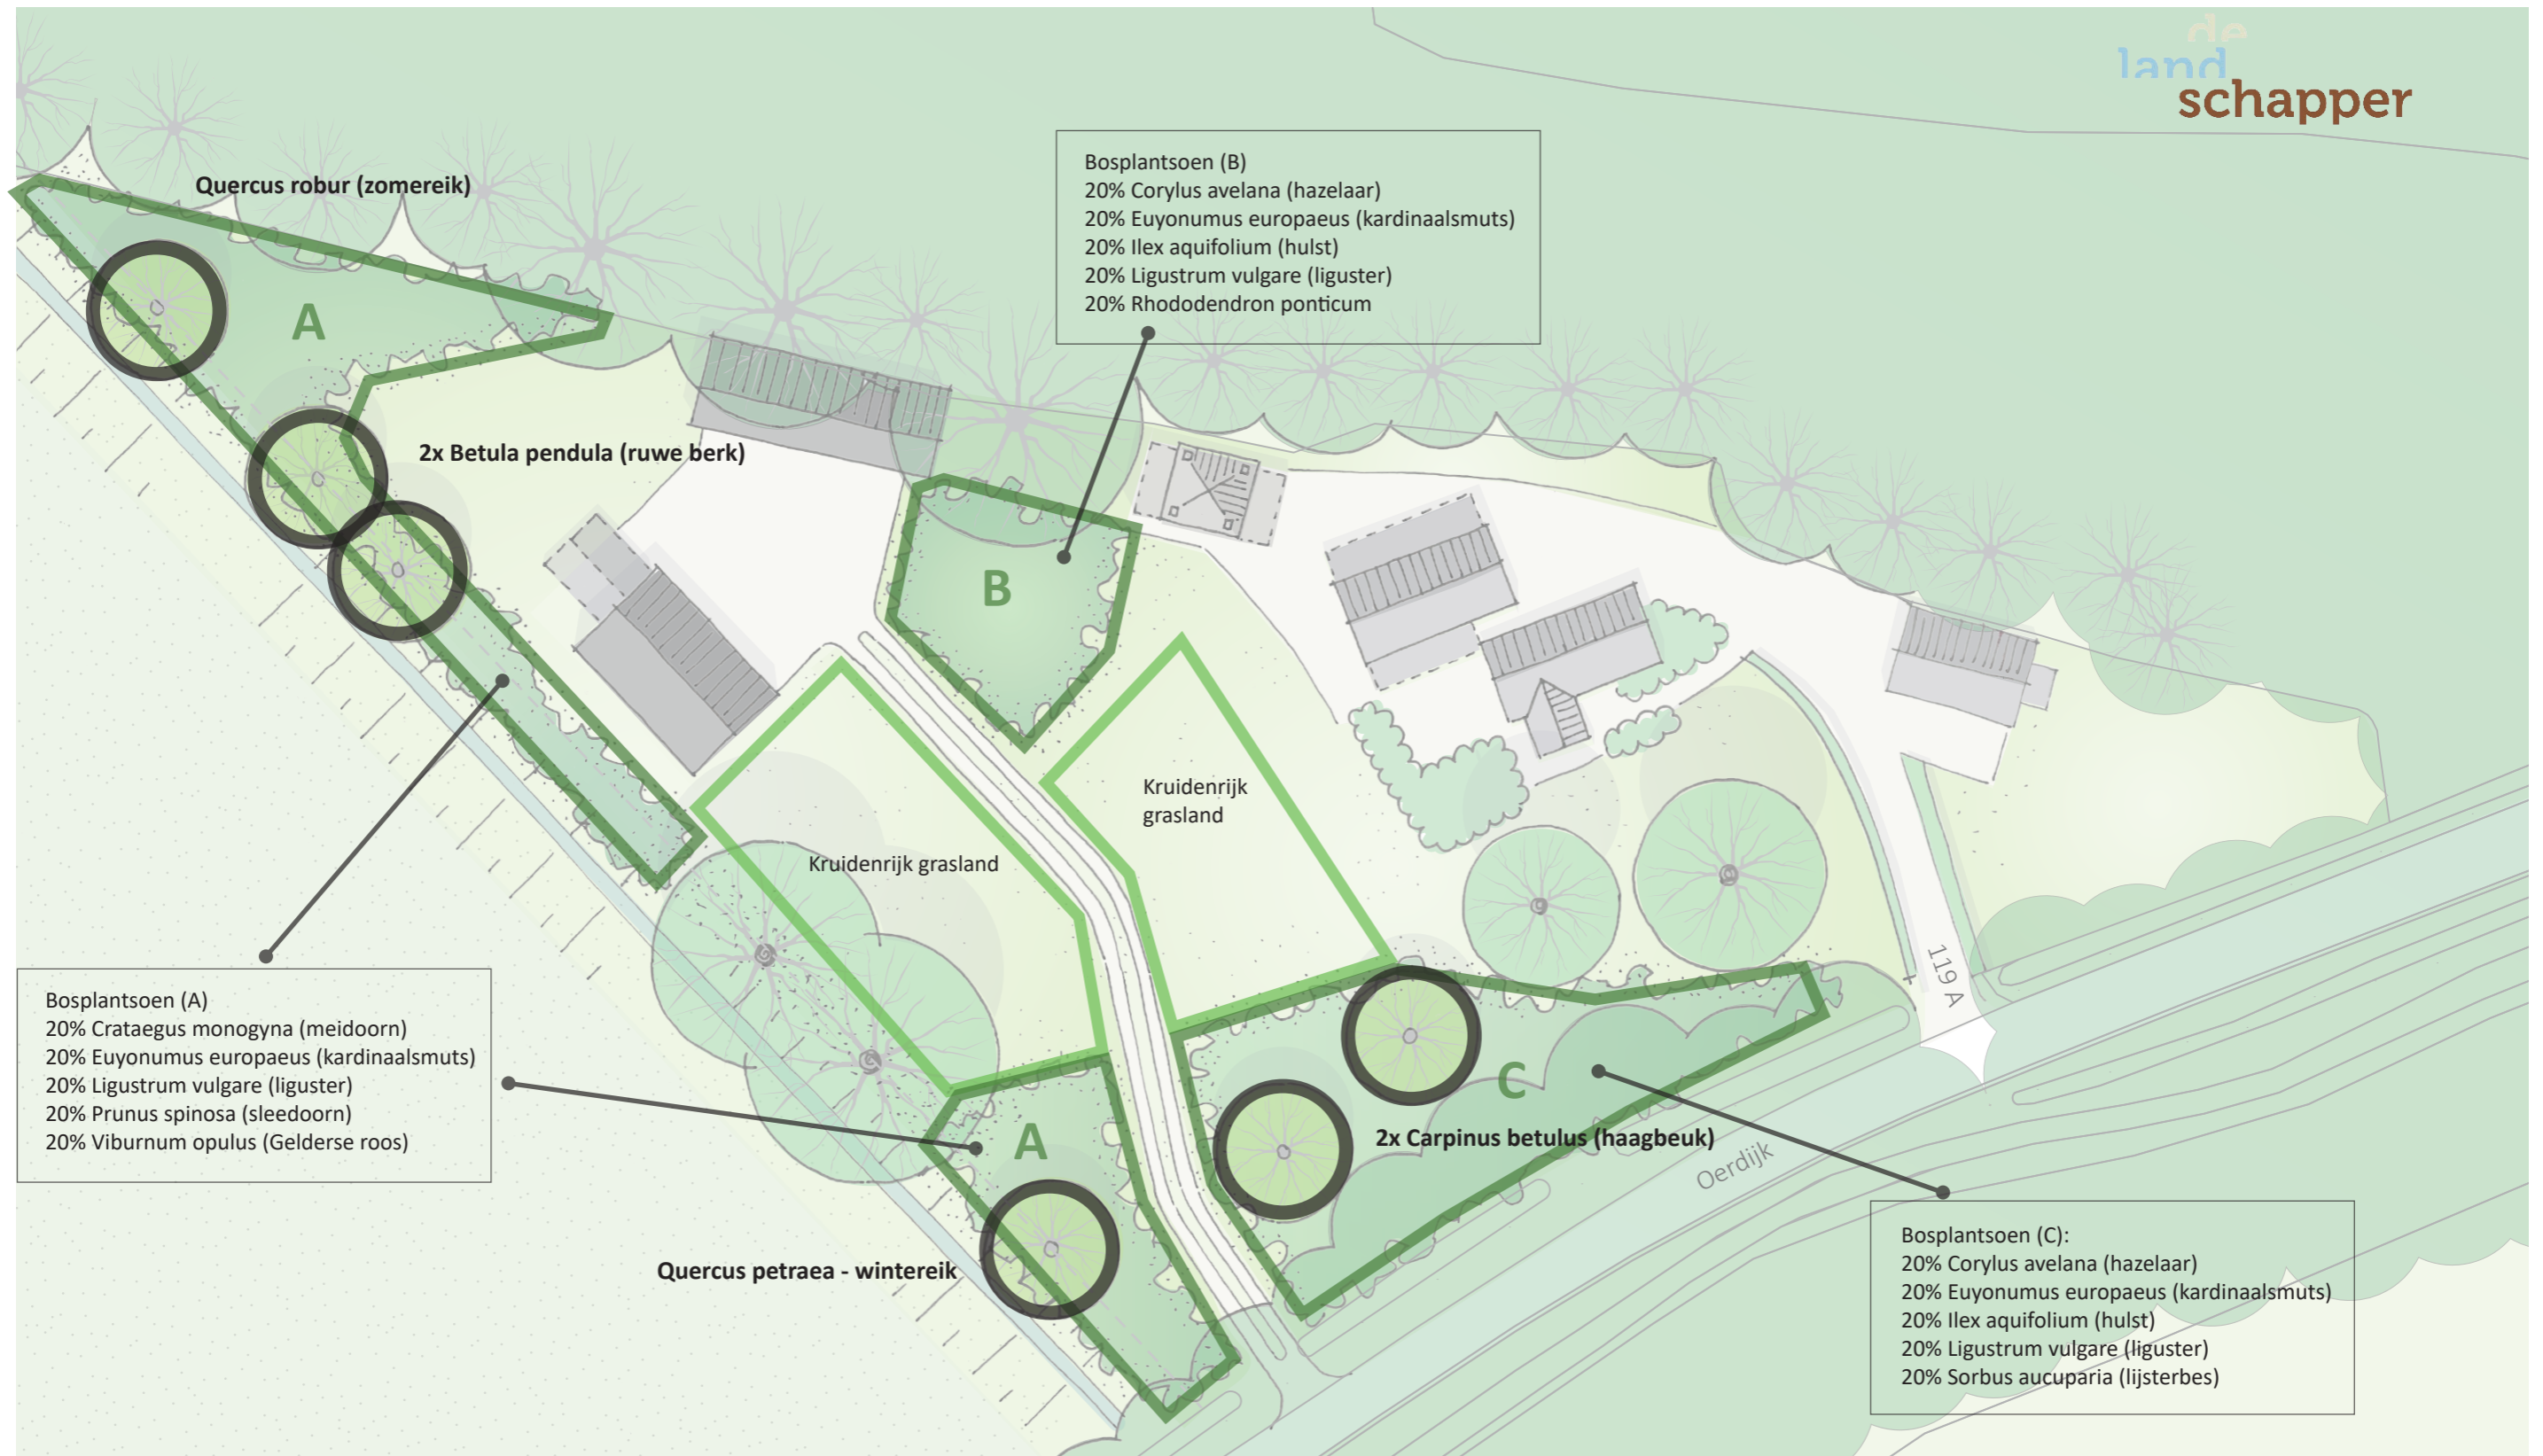 de
land
schapper
Quercus robur (zomereik)
A
2x Betula pendula (ruwe berk)
Bosplantsoen (B)
20% Corylus avelana (hazelaar)
20% Euyonumus europaeus (kardinaalsmuts)
20% Ilex aquifolium (hulst)
20% Ligustrum vulgare (liguster)
20% Rhododendron ponticum
B
Kruidenrijk
grasland
Kruidenrijk grasland
Bosplantsoen (A)
20% Crataegus monogyna (meidoorn)
20% Euyonumus europaeus (kardinaalsmuts)
20% Ligustrum vulgare (liguster)
20% Prunus spinosa (sleedoorn)
20% Viburnum opulus (Gelderse roos)
A
Quercus petraea - wintereik
C
2x Carpinus betulus (haagbeuk)
119 A
Oerdijk
Bosplantsoen (C):
20% Corylus avelana (hazelaar)
20% Euyonumus europaeus (kardinaalsmuts)
20% Ilex aquifolium (hulst)
20% Ligustrum vulgare (liguster)
20% Sorbus aucuparia (lijsterbes)